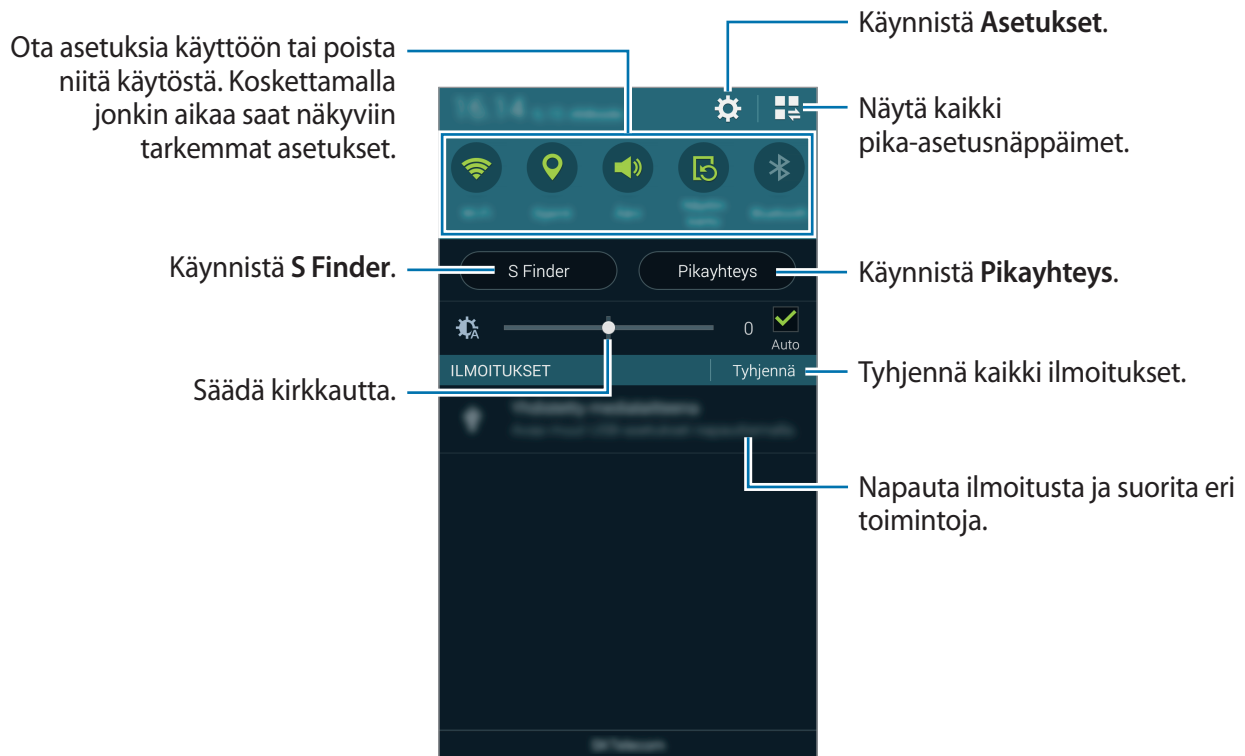 Käynnistä Asetukset.
Ota asetuksia käyttöön tai poista
niitä käytöstä. Koskettamalla
jonkin aikaa saat näkyviin
tarkemmat asetukset.
Näytä kaikki
pika-asetusnäppäimet.
16.14
Käynnistä S Finder.
S Finder
Pikayhteys
Käynnistä Pikayhteys.
0
Auto
Säädä kirkkautta.
ILMOITUKSET
Tyhjennä
Tyhjennä kaikki ilmoitukset.
Napauta ilmoitusta ja suorita eri
toimintoja.